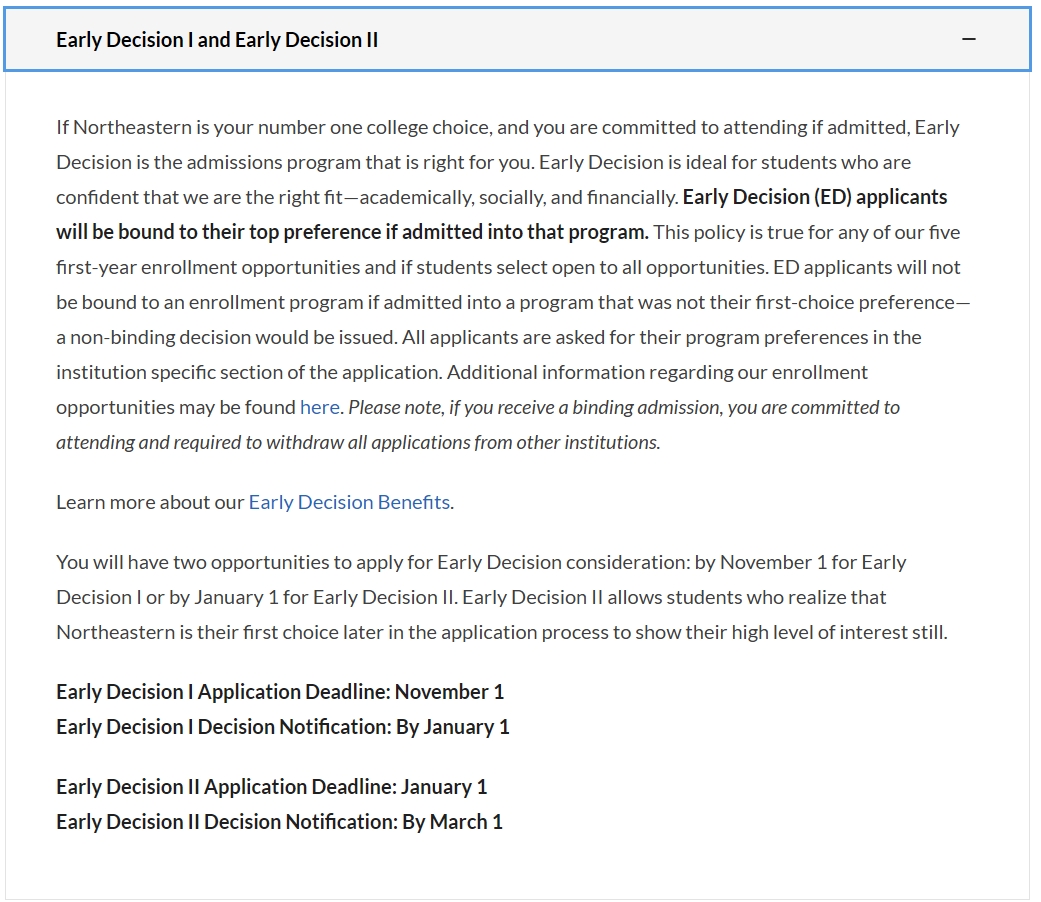 Early Decision I and Early Decision II
If Northeastern is your number one college choice, and you are committed to attending if admitted, Early
Decision is the admissions program that is right for you. Early Decision is ideal for students who are
confident that we are the right fit—academically, socially, and financially. Early Decision (ED) applicants
will be bound to their top preference if admitted into that program. This policy is true for any of our five
first-year enrollment opportunities and if students select open to all opportunities. ED applicants will not
be bound to an enrollment program if admitted into a program that was not their first-choice preference—
a non-binding decision would be issued. All applicants are asked for their program preferences in the
institution specific section of the application. Additional information regarding our enrollment
opportunities may be found here. Please note, if you receive a binding admission, you are committed to
attending and required to withdraw all applications from other institutions.
Learn more about our Early Decision Benefits.
You will have two opportunities to apply for Early Decision consideration: by November 1 for Early
Decision I or by January 1 for Early Decision II. Early Decision II allows students who realize that
Northeastern is their first choice later in the application process to show their high level of interest still.
Early Decision I Application Deadline: November 1
Early Decision I Decision Notification: By January 1
Early Decision II Application Deadline: January 1
Early Decision II Decision Notification: By March 1